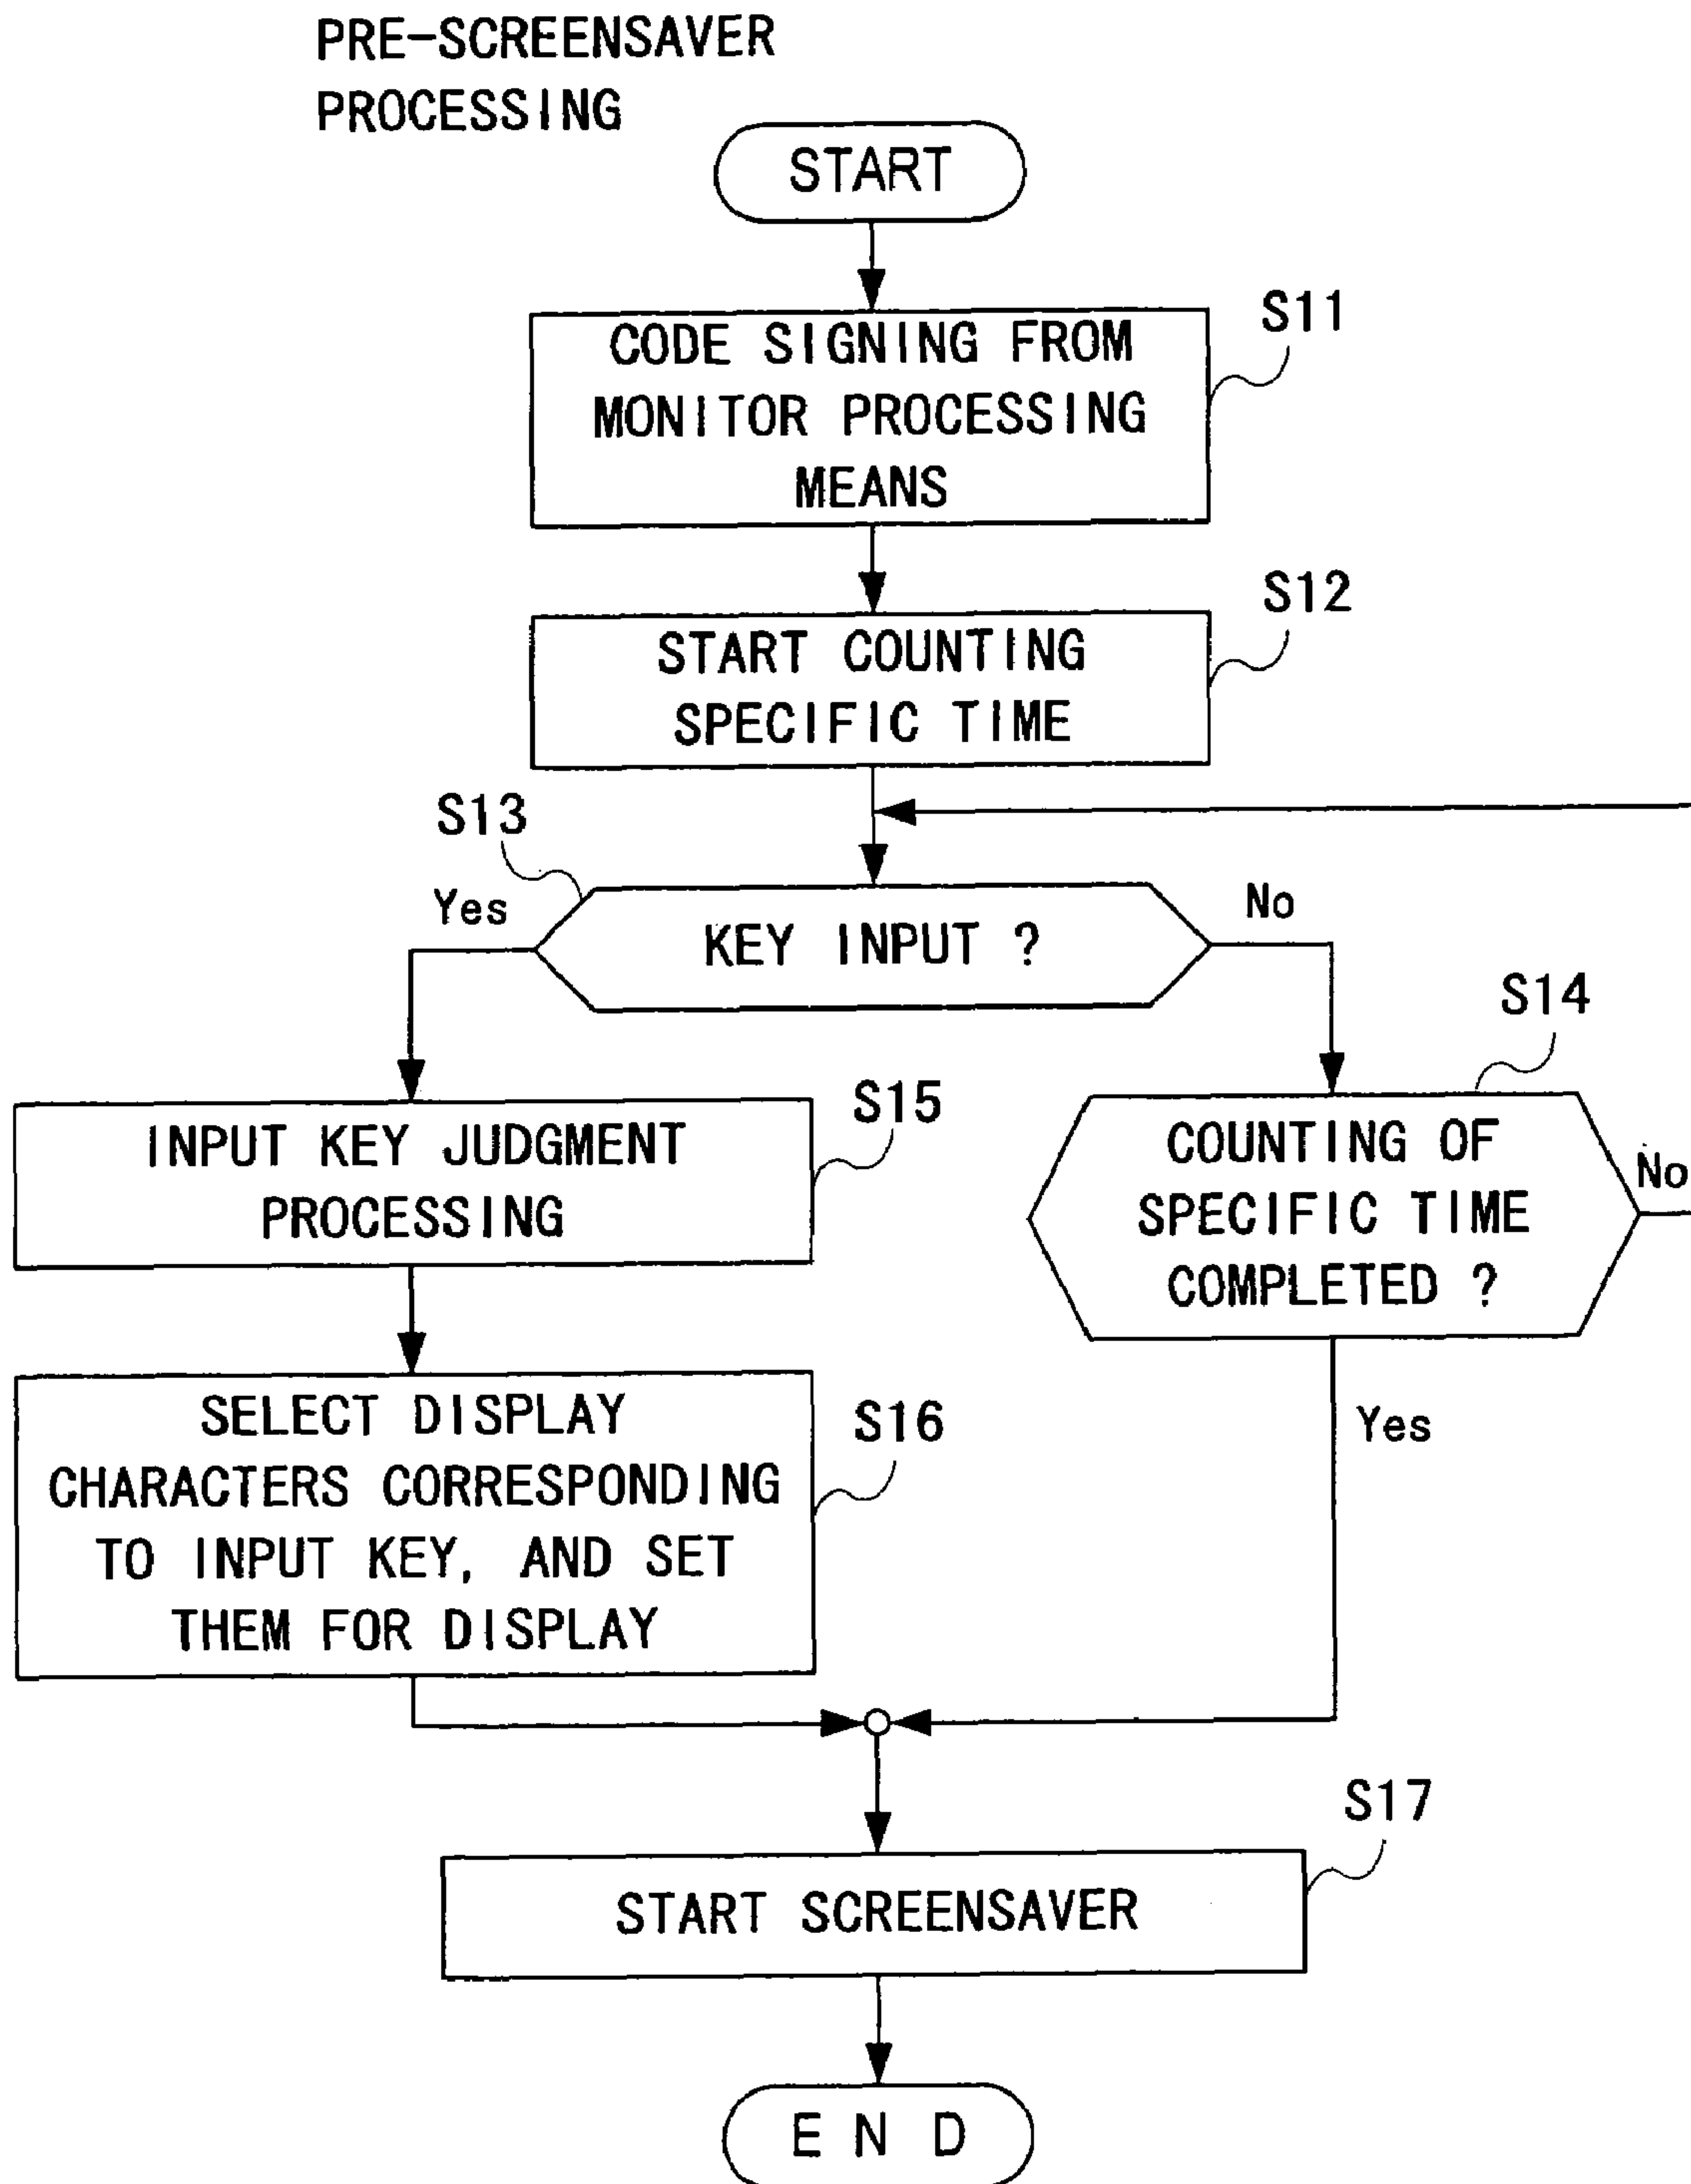 PRE-SCREENSAVER
PROCESSING
START
S11
CODE SIGNING FROM
MONITOR PROCESSING
MEANS
S12
START COUNTING
SPECIFIC TIME
S13
Yes
No
KEY INPUT ?
S14
S15
INPUT KEY JUDGMENT
PROCESSING
COUNTING OF
SPECIFIC TIME
COMPLETED ?
No
S16
SELECT DISPLAY
CHARACTERS CORRESPONDING
TO INPUT KEY, AND SET
THEM FOR DISPLAY
Yes
S17
START SCREENSAVER
E N D